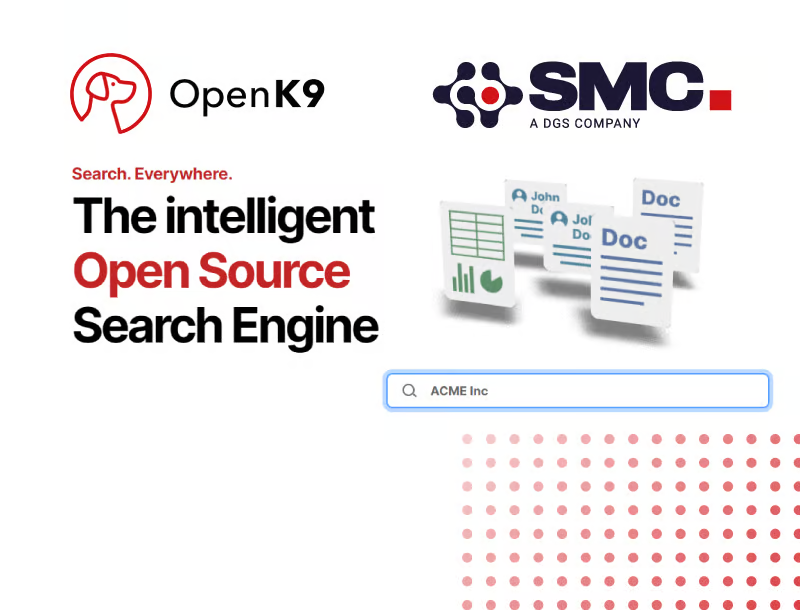 OpenK9
SMC.
A DGS COMPANY
Search. Everywhere.
The intelligent
Open Source
Search Engine
John
Doc
Doc
Doc
ACME Inc